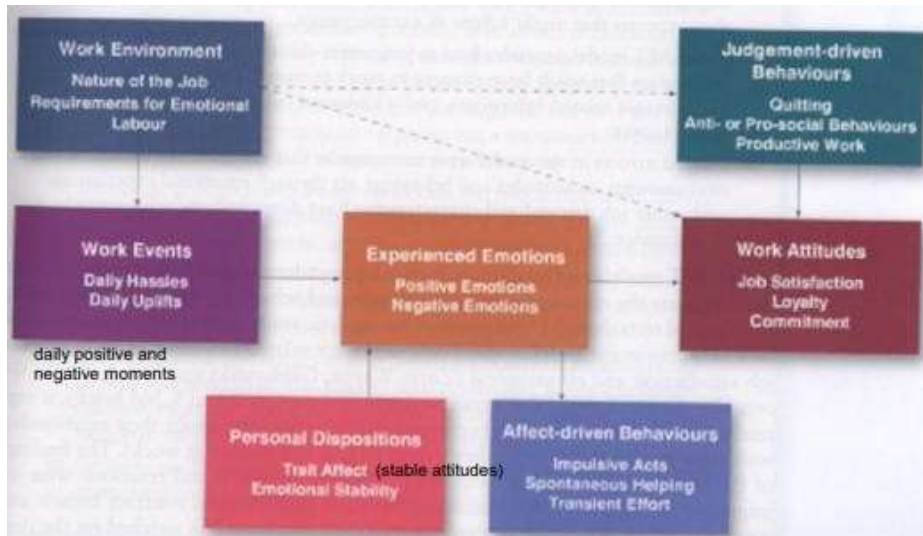 Work Environment
Nature of the Job
Requirements for Emotional
Labour
Judgement-driven
Behaviours
Quitting
Anti- or Pro-social Behaviours
Productive Work
Work Events
Daily Hassles
Daily Uplifts
Experienced Emotions
Positive Emotions
Negative Emotions
Work Attitudes
Job Satisfaction
Loyalty
Commitment
daily positive and
negative moments
Personal Dispositions
Trait Affect (stable attitudes)
Emotional Stability
Affect-driven Behaviours
Impulsive Acts
Spontaneous Helping
Transient Effort